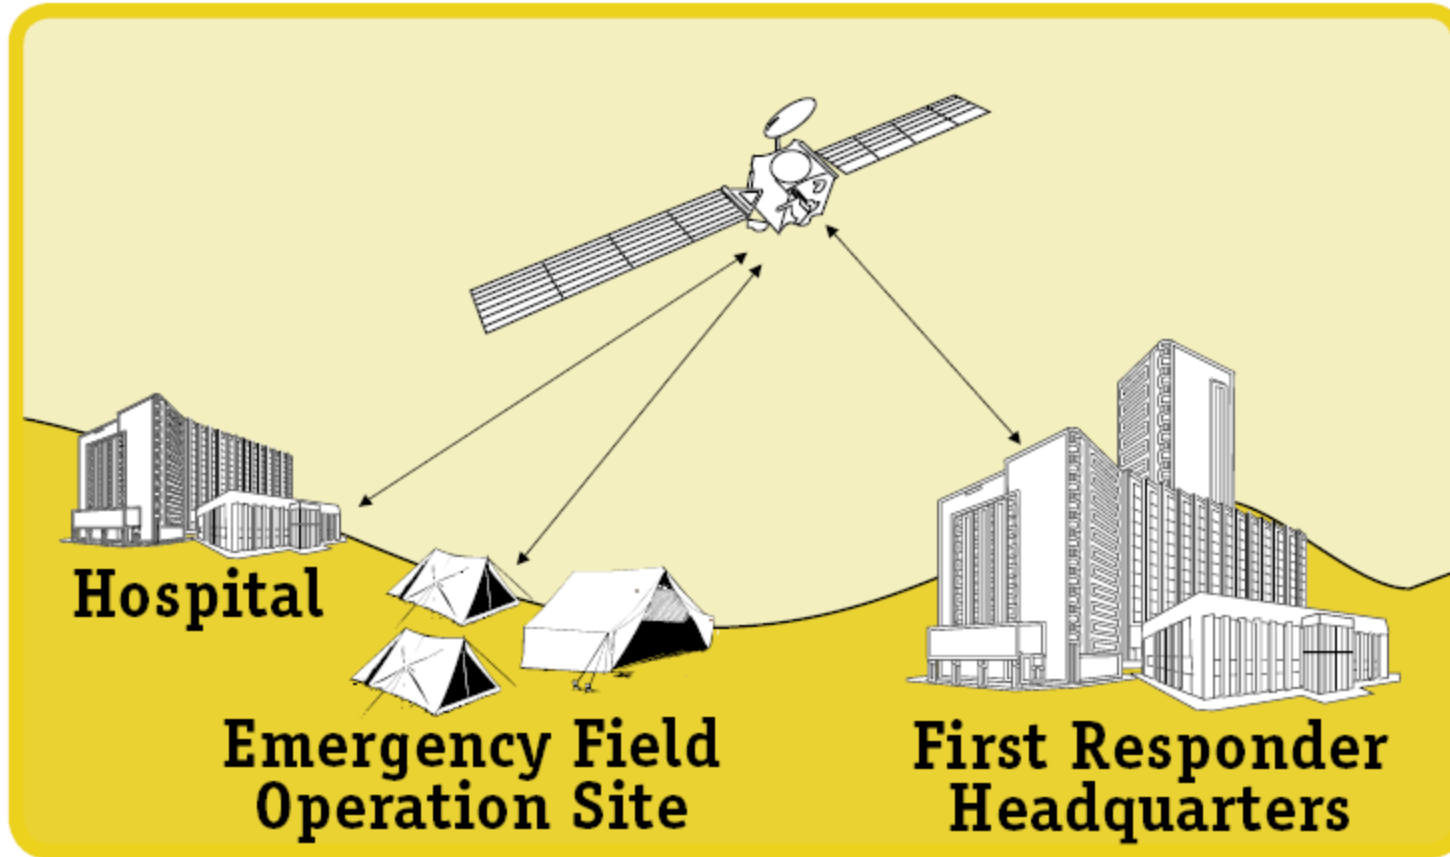 Hospital
Emergency Field
Operation Site
First Responder
Headquarters